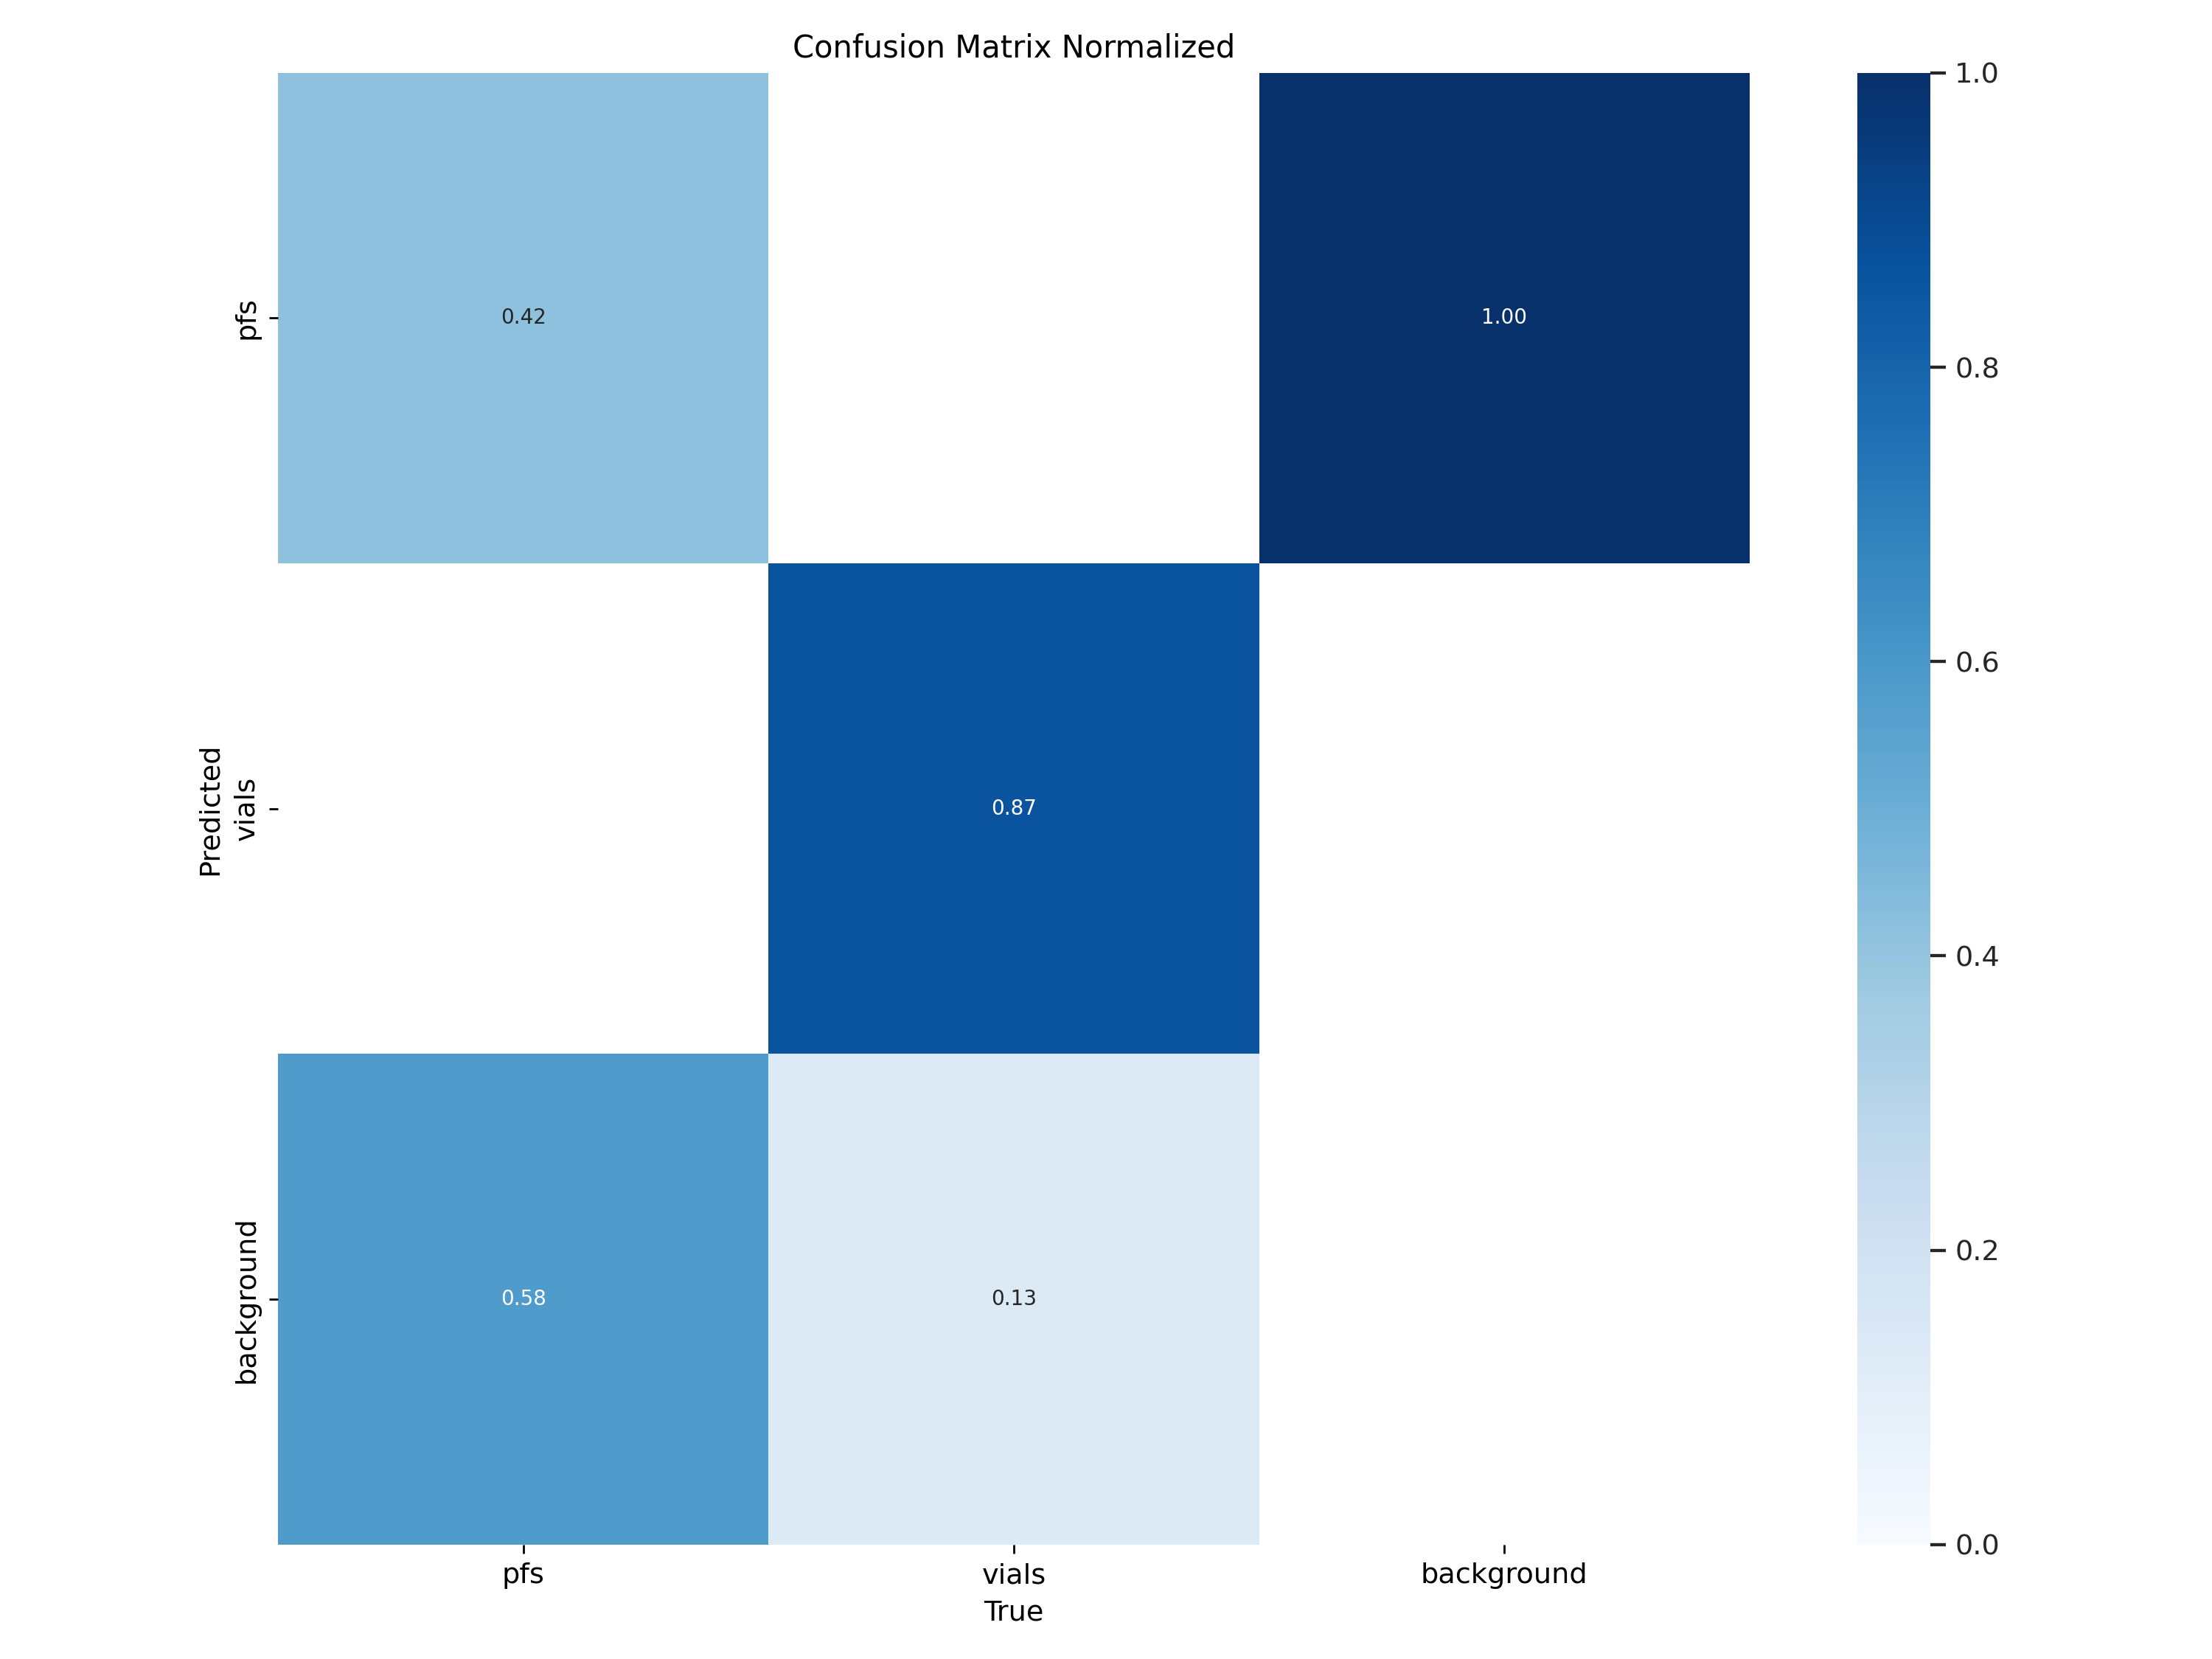 Confusion Matrix Normalized
pfs
0.42
1.00
Predicted
vials
0.87
background
0.58
0.13
pfs
vials
background
True
1.0
0.8
0.6
0.4
0.2
0.0